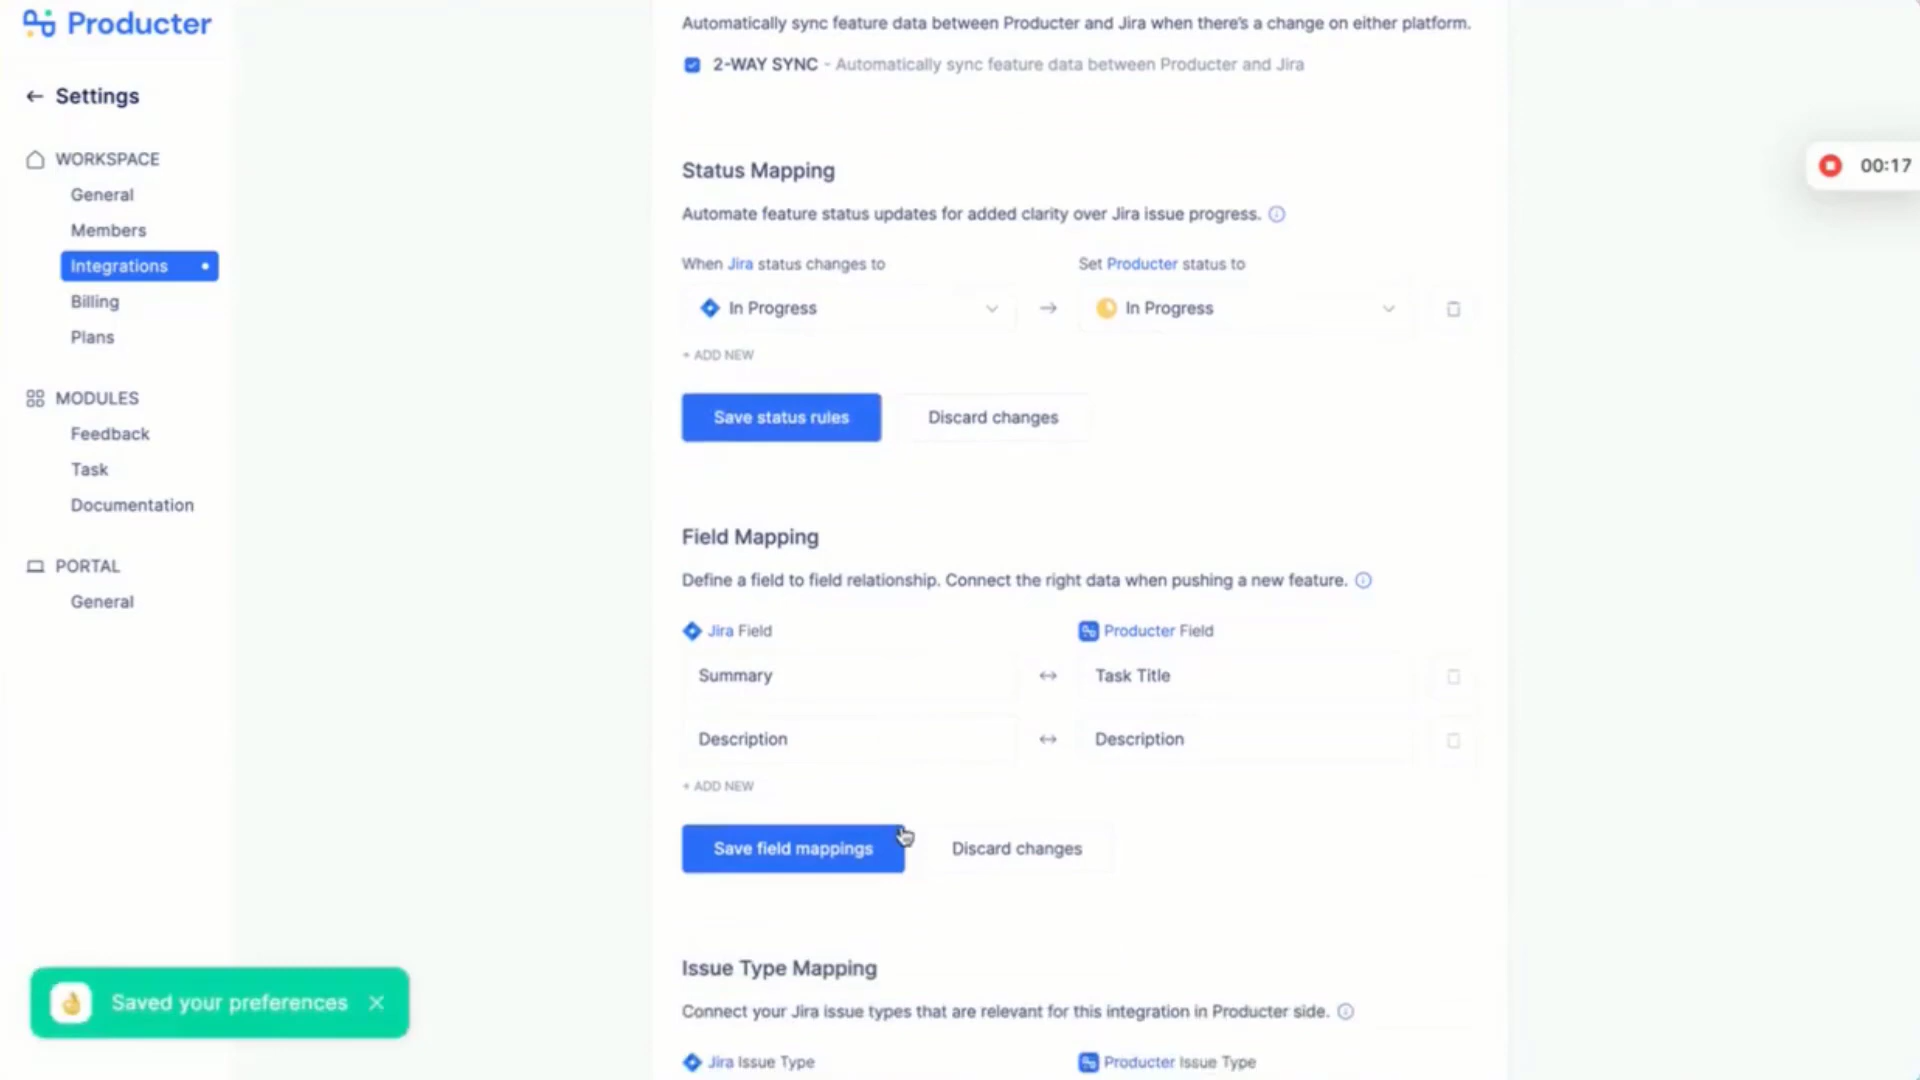 Producter
Settings
WORKSPACE
General
Members
Integrations
Billing
Plans
MODULES
Feedback
Task
Documentation
PORTAL
General
Automatically sync feature data between Producter and Jira when there's a change on either platform.
2-WAY SYNC - Automatically sync feature data between Producter and Jira
Status Mapping
Automate feature status updates for added clarity over Jira issue progress.
When Jira status changes to
Set Producter status to
In Progress
In Progress
+ ADD NEW
Save status rules
Discard changes
Field Mapping
Define a field to field relationship. Connect the right data when pushing a new feature.
Jira Field
Producter Field
Summary
Task Title
Description
Description
+ ADD NEW
Save field mappings
Discard changes
Issue Type Mapping
Connect your Jira issue types that are relevant for this integration in Producter side.
Jira Issue Type
Producter Issue Type
00:17
Saved your preferences